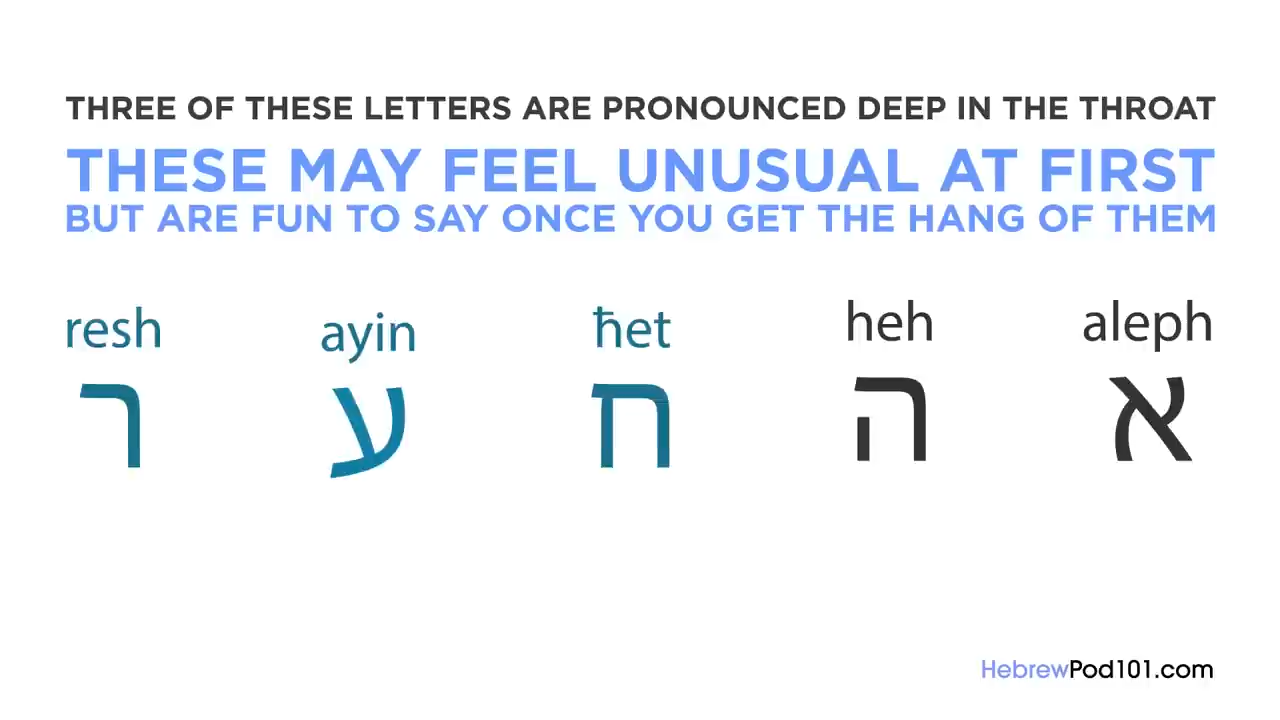 THREE OF THESE LETTERS ARE PRONOUNCED DEEP IN THE THROAT
THESE MAY FEEL UNUSUAL AT FIRST
BUT ARE FUN TO SAY ONCE YOU GET THE HANG OF THEM
resh ayin ħet heh aleph
ר ע ח ה א
HebrewPod101.com